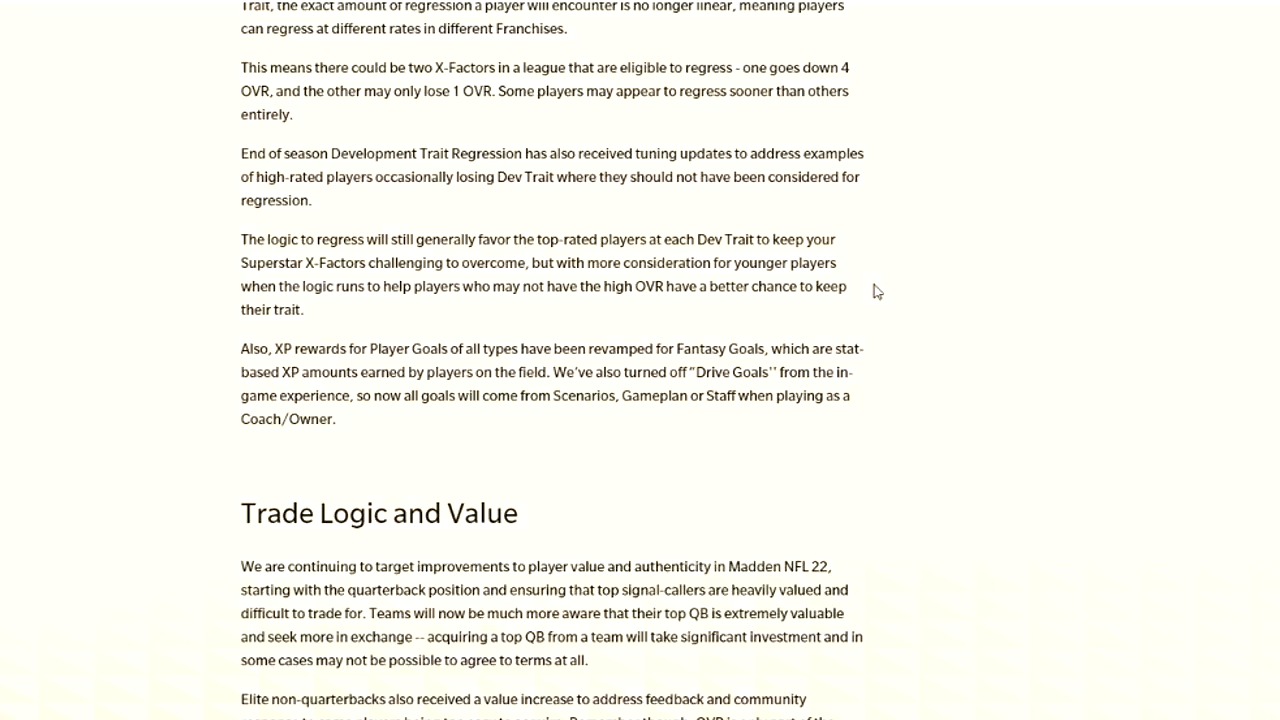 Trait, the exact amount of regression a player will encounter is no longer linear, meaning players
can regress at different rates in different Franchises.
This means there could be two X-Factors in a league that are eligible to regress - one goes down 4
OVR, and the other may only lose 1 OVR. Some players may appear to regress sooner than others
entirely.
End of season Development Trait Regression has also received tuning updates to address examples
of high-rated players occasionally losing Dev Trait where they should not have been considered for
regression.
The logic to regress will still generally favor the top-rated players at each Dev Trait to keep your
Superstar X-Factors challenging to overcome, but with more consideration for younger players
when the logic runs to help players who may not have the high OVR have a better chance to keep
their trait.
Also, XP rewards for Player Goals of all types have been revamped for Fantasy Goals, which are stat-
based XP amounts earned by players on the field. We've also turned off "Drive Goals'' from the in-
game experience, so now all goals will come from Scenarios, Gameplan or Staff when playing as a
Coach/Owner.
Trade Logic and Value
We are continuing to target improvements to player value and authenticity in Madden NFL 22,
starting with the quarterback position and ensuring that top signal-callers are heavily valued and
difficult to trade for. Teams will now be much more aware that their top QB is extremely valuable
and seek more in exchange -- acquiring a top QB from a team will take significant investment and in
some cases may not be possible to agree to terms at all.
Elite non-quarterbacks also received a value increase to address feedback and community